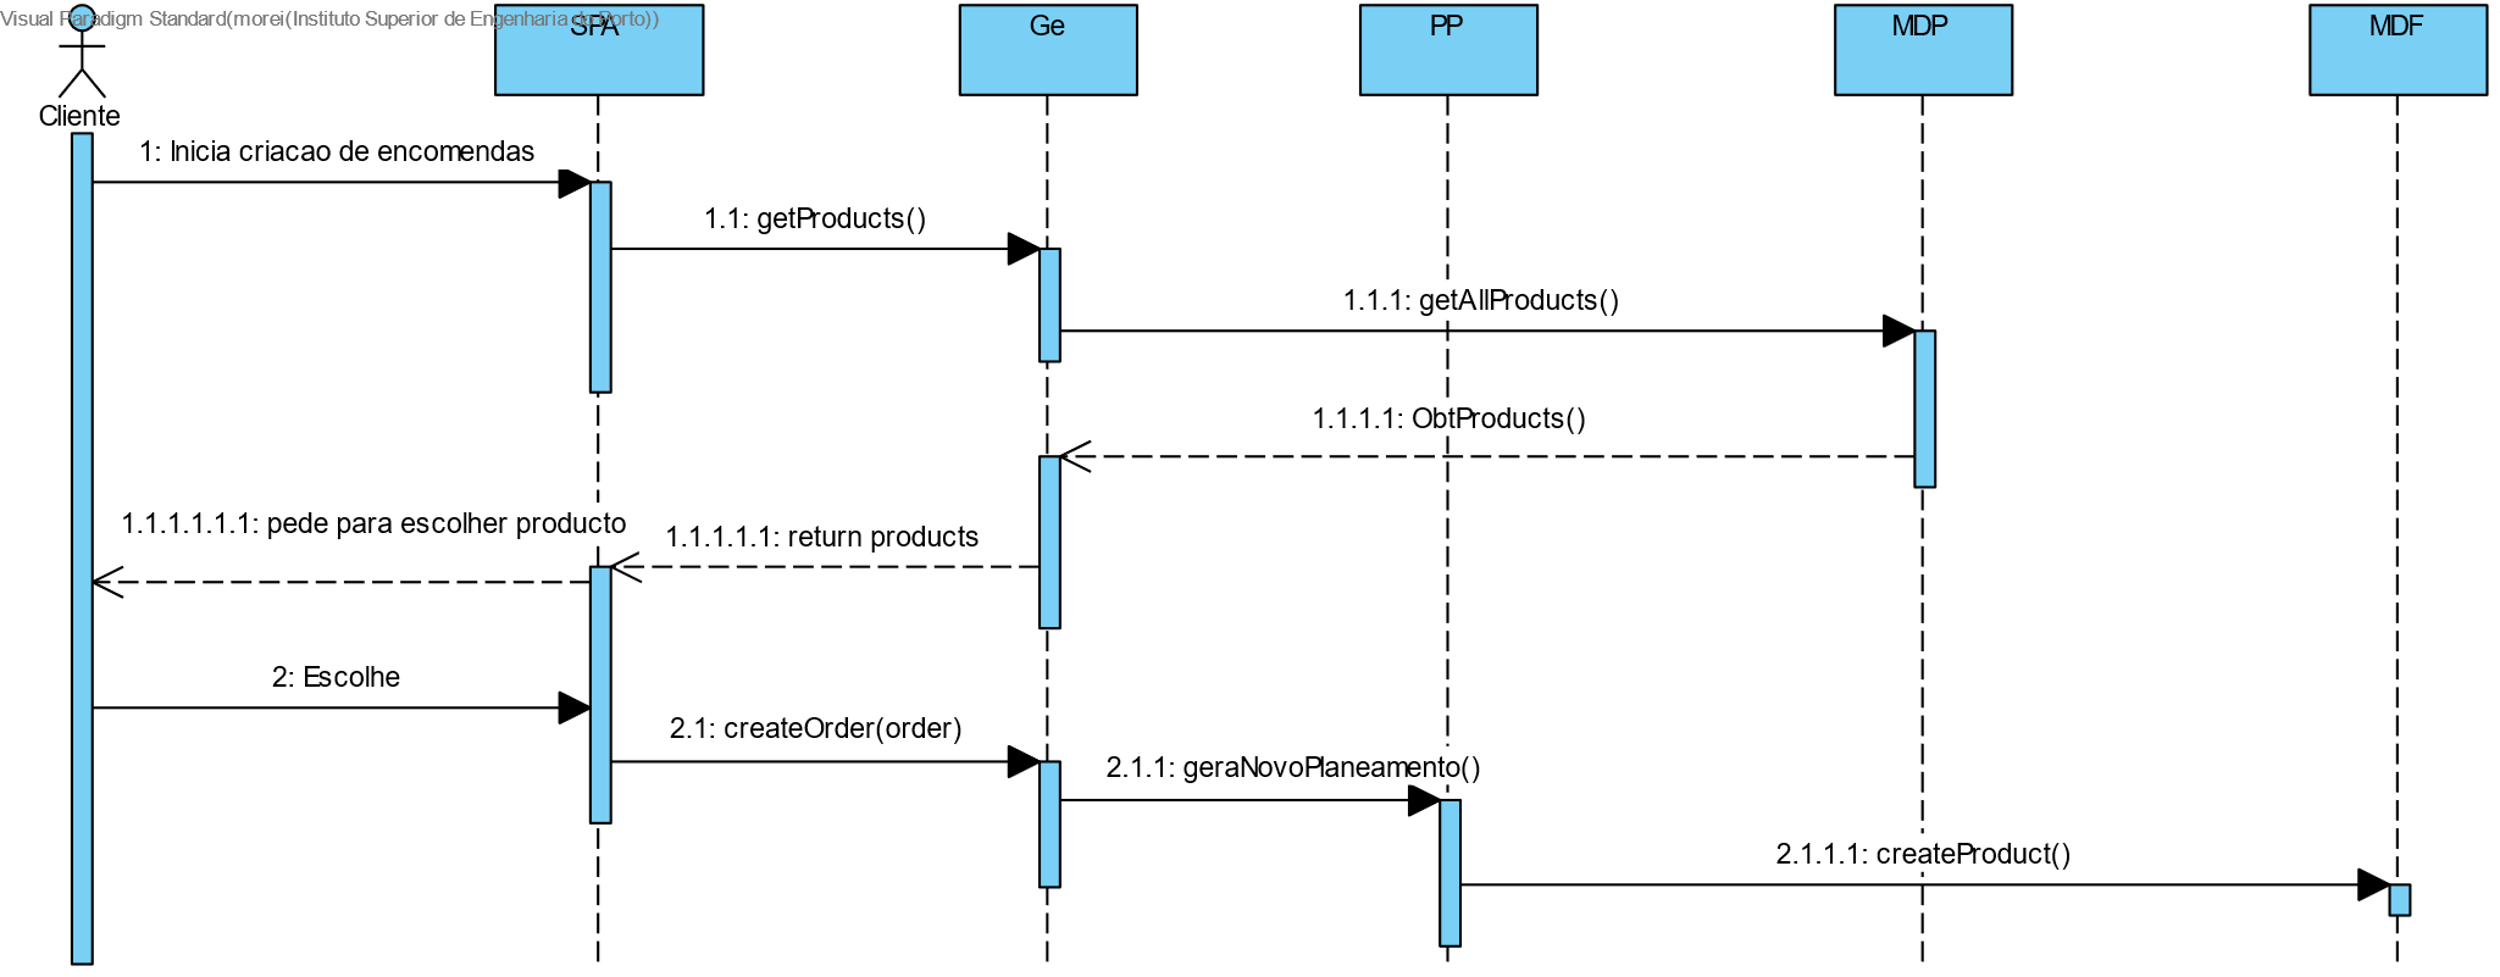 Visual Paradigm Standard(morei(Instituto Superior de Engenharia do Porto))
SPA
Ge
PP
MDP
MDF
Cliente
1: Inicia criacao de encomendas
1.1: getProducts()
1.1.1: getAllProducts()
1.1.1.1: ObtProducts()
1.1.1.1.1.1: pede para escolher producto
1.1.1.1.1: return products
2: Escolhe
2.1: createOrder(order)
2.1.1: geraNovoPlaneamento()
2.1.1.1: createProduct()